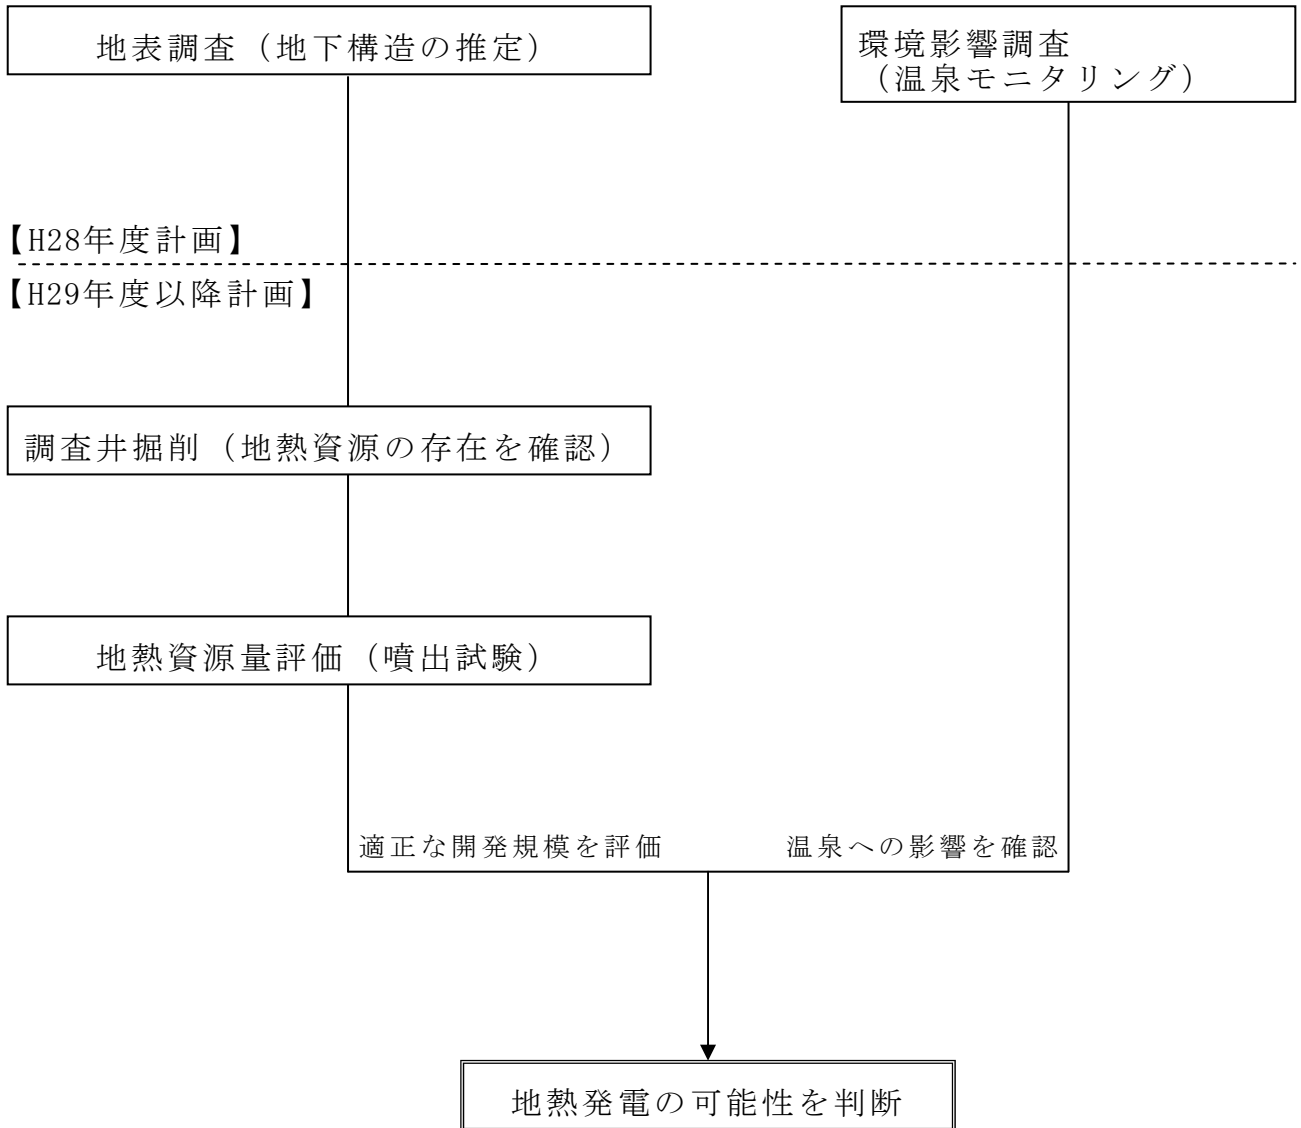 地表調査（地下構造の推定）
環境影響調査
（温泉モニタリング）
【H28年度計画】
【H29年度以降計画】
調査井掘削（地熱資源の存在を確認）
地熱資源量評価（噴出試験）
適正な開発規模を評価
温泉への影響を確認
地熱発電の可能性を判断